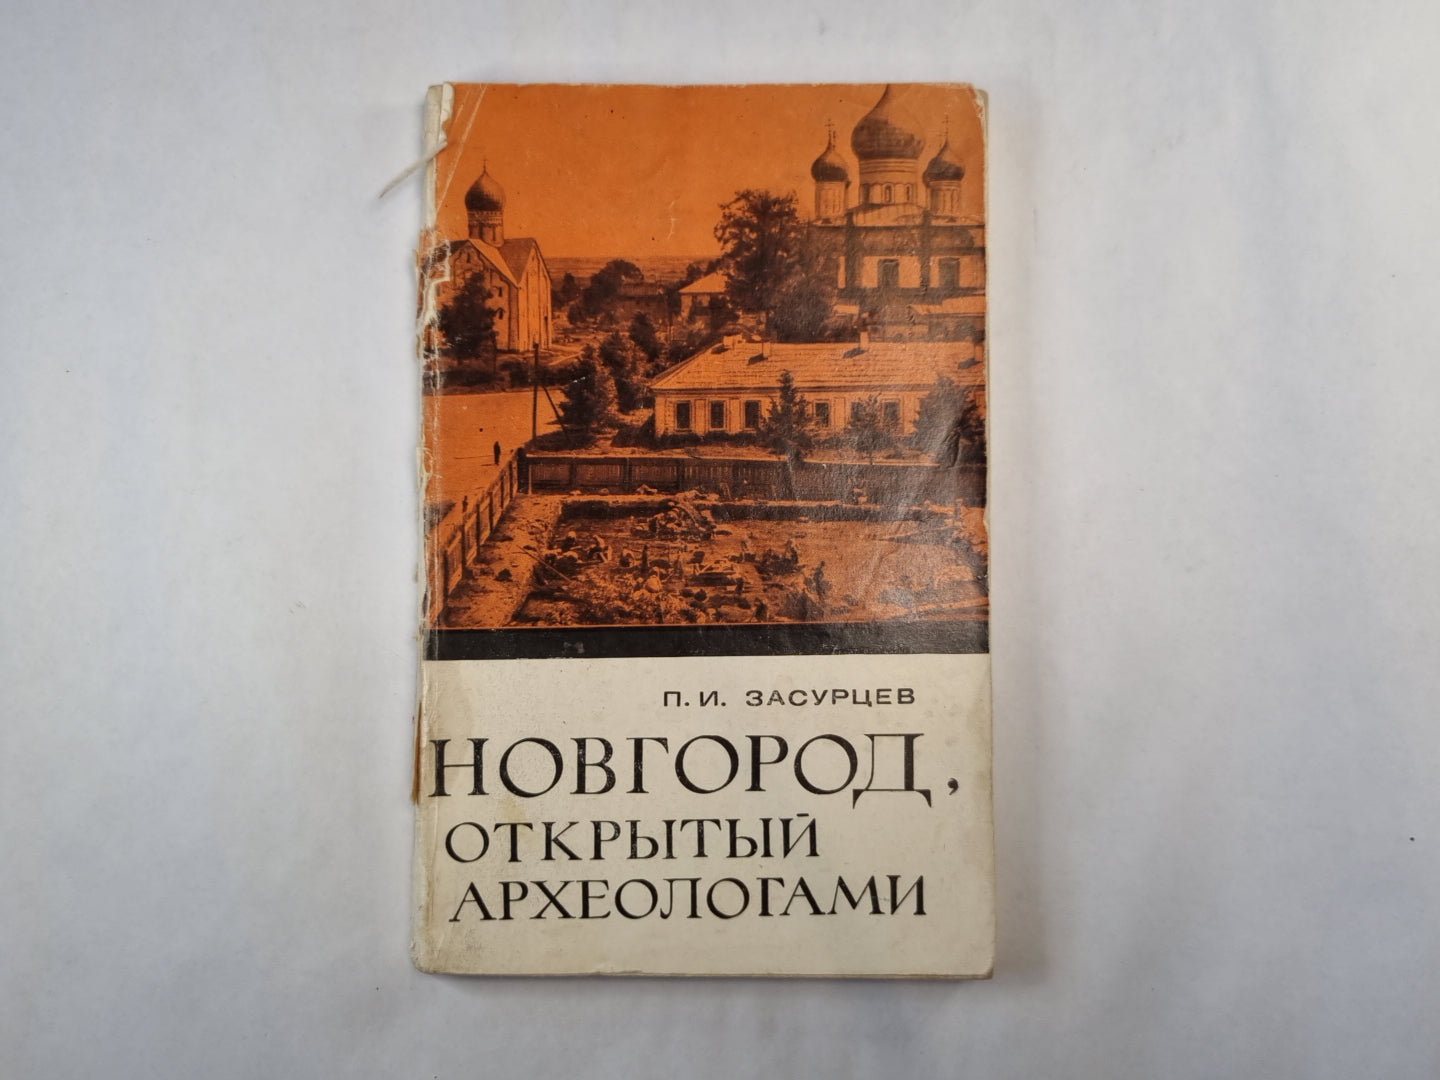 П. И. ЗАСУРЦЕВ
НОВГОРОД,
ОТКРЫТЫЙ
АРХЕОЛОГАМИ